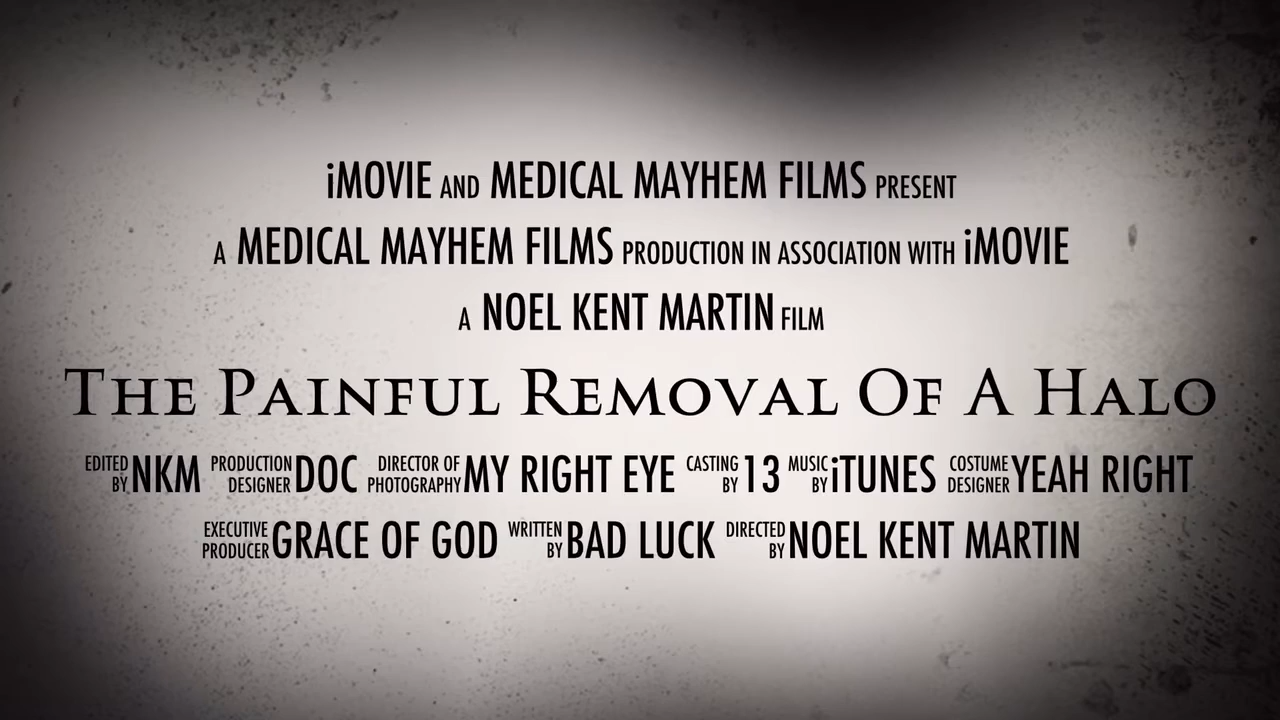 iMOVIE AND MEDICAL MAYHEM FILMS PRESENT
A MEDICAL MAYHEM FILMS PRODUCTION IN ASSOCIATION WITH iMOVIE
A NOEL KENT MARTIN FILM
THE PAINFUL REMOVAL OF A HALO
EDITED BY NKM PRODUCTION DESIGNER DOC DIRECTOR OF PHOTOGRAPHY MY RIGHT EYE CASTING BY 13 MUSIC BY iTUNES COSTUME DESIGNER YEAH RIGHT
EXECUTIVE PRODUCER GRACE OF GOD WRITTEN BY BAD LUCK DIRECTED BY NOEL KENT MARTIN